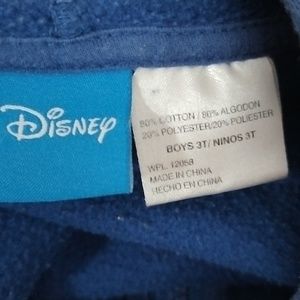 Disney
80% COTTON / 80% ALGODON
20% POLYESTER/20% POLIESTER
BOYS 3T/ NINOS 3T
WPL. 12058
MADE IN CHINA
HECHO EN CHINA